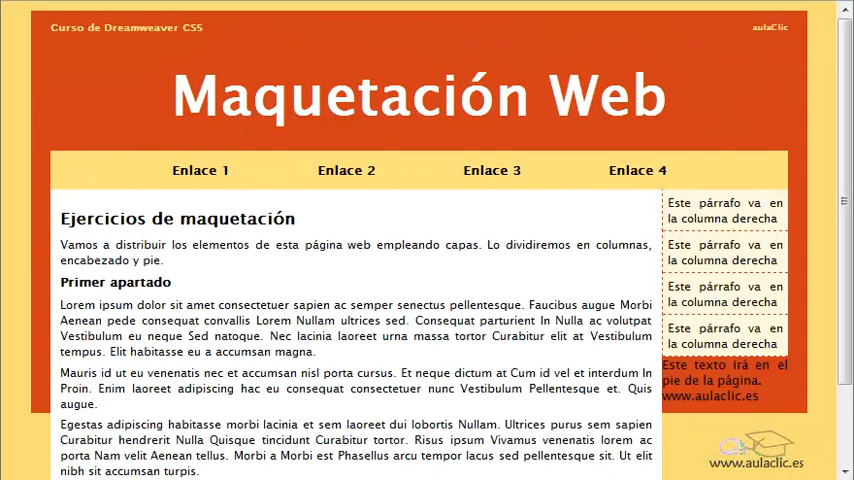 Curso de Dreamweaver CS5
aulaClic
Maquetación Web
Enlace 1 Enlace 2 Enlace 3 Enlace 4
Ejercicios de maquetación
Vamos a distribuir los elementos de esta página web empleando capas. Lo dividiremos en columnas,
encabezado y pie.
Primer apartado
Lorem ipsum dolor sit amet consectetuer sapien ac semper senectus pellentesque. Faucibus augue Morbi
Aenean pede consequat convallis Lorem Nullam ultrices sed. Consequat parturient In Nulla ac volutpat
Vestibulum eu neque Sed natoque. Nec lacinia laoreet urna massa tortor Curabitur elit at Vestibulum
tempus. Elit habitasse eu a accumsan magna.
Mauris id ut eu venenatis nec et accumsan nisl porta cursus. Et neque dictum at Cum id vel et interdum In
Proin. Enim laoreet adipiscing hac eu consequat consectetuer nunc Vestibulum Pellentesque et. Quis
augue.
Egestas adipiscing habitasse morbi lacinia et sem laoreet dui lobortis Nullam. Ultrices purus sem sapien
Curabitur hendrerit Nulla Quisque tincidunt Curabitur tortor. Risus ipsum Vivamus venenatis lorem ac
porta Nam velit Aenean tellus. Morbi a Morbi est Phasellus arcu tempor lacus sed pellentesque sit. Ut elit
nibh sit accumsan turpis.
Este párrafo va en
la columna derecha
Este párrafo va en
la columna derecha
Este párrafo va en
la columna derecha
Este párrafo va en
la columna derecha
Este texto irá en el
pie de la página.
www.aulaclic.es
www.aulaclic.es